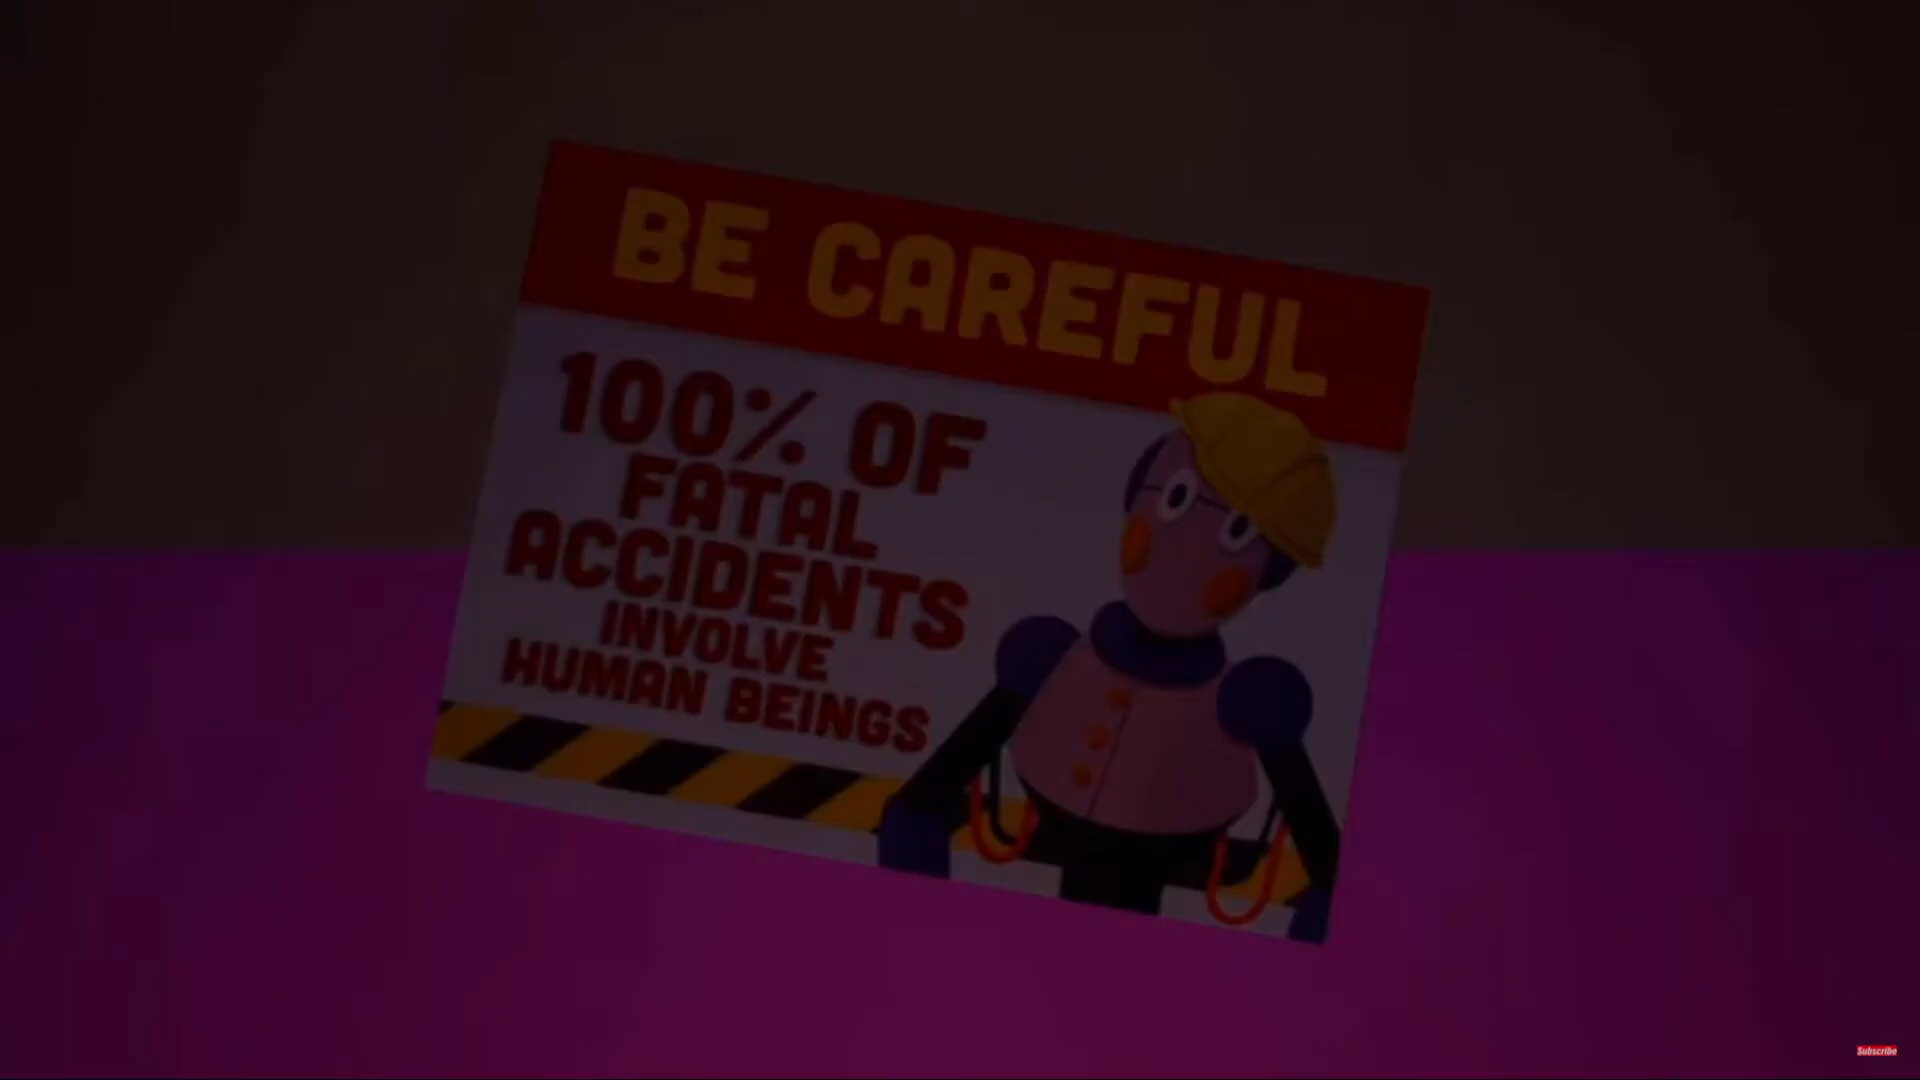 BE CAREFUL
100% OF
FATAL
ACCIDENTS
INVOLVE
HUMAN BEINGS
Subscribe